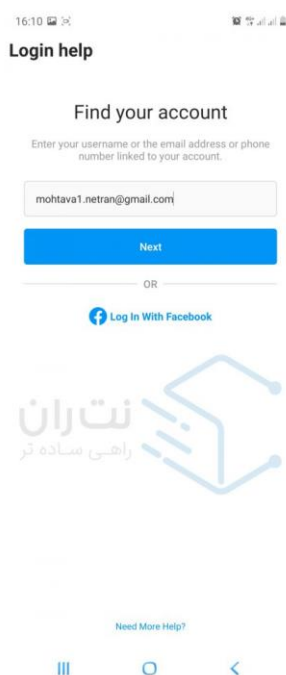 16:10
Login help
Find your account
Enter your username or the email address or phone
number linked to your account.
mohtava1.netran@gmail.com
Next
OR
Log In With Facebook
نت ران
راهی ساده تر
Need More Help?